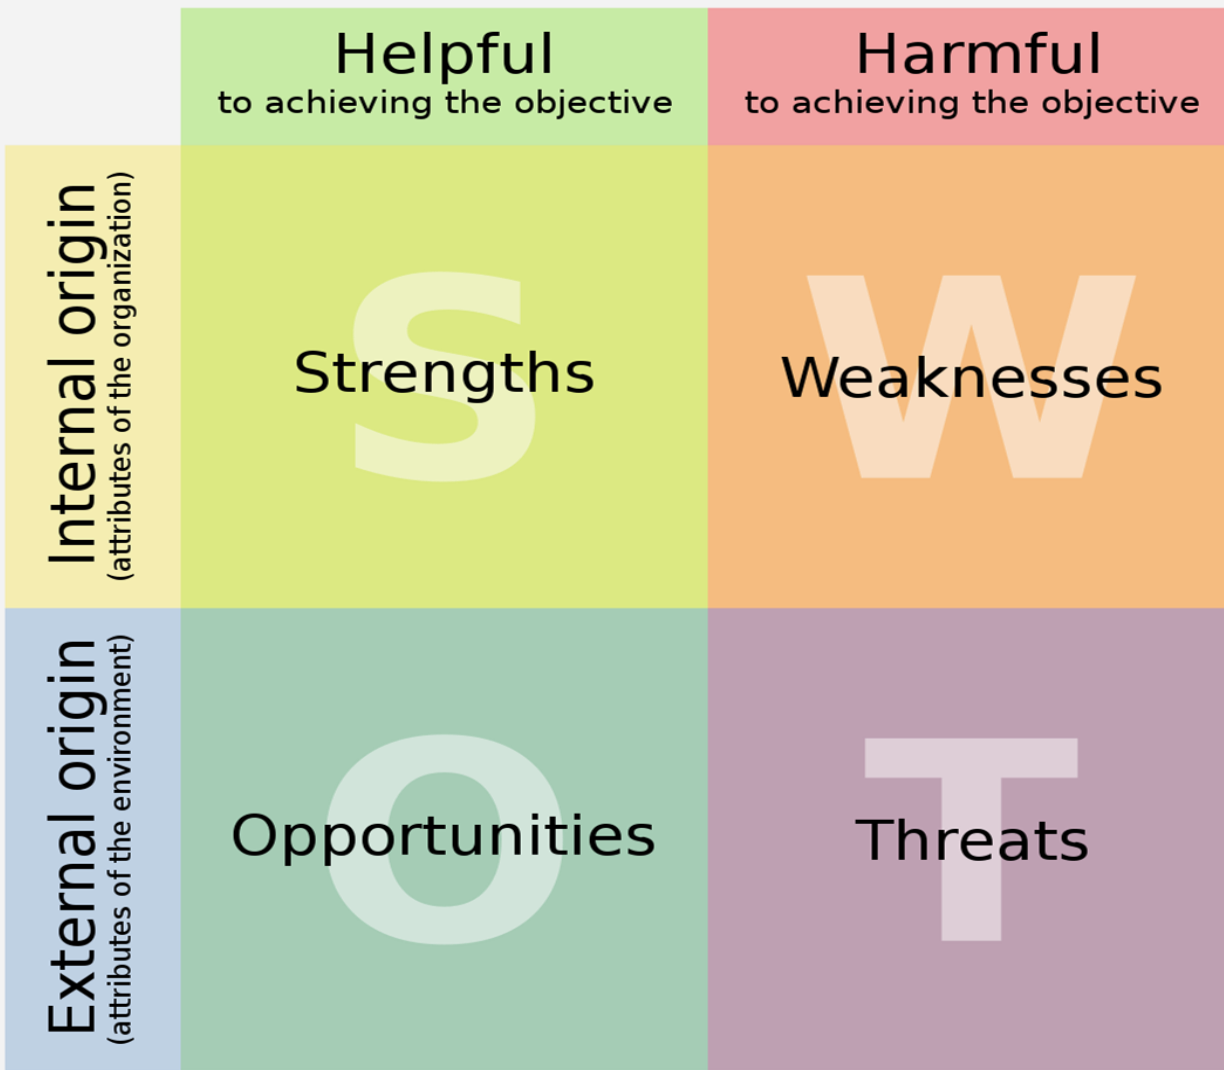 Helpful
to achieving the objective
Harmful
to achieving the objective
Internal origin
(attributes of the organization)
S
Strengths
W
Weaknesses
External origin
(attributes of the environment)
O
Opportunities
T
Threats